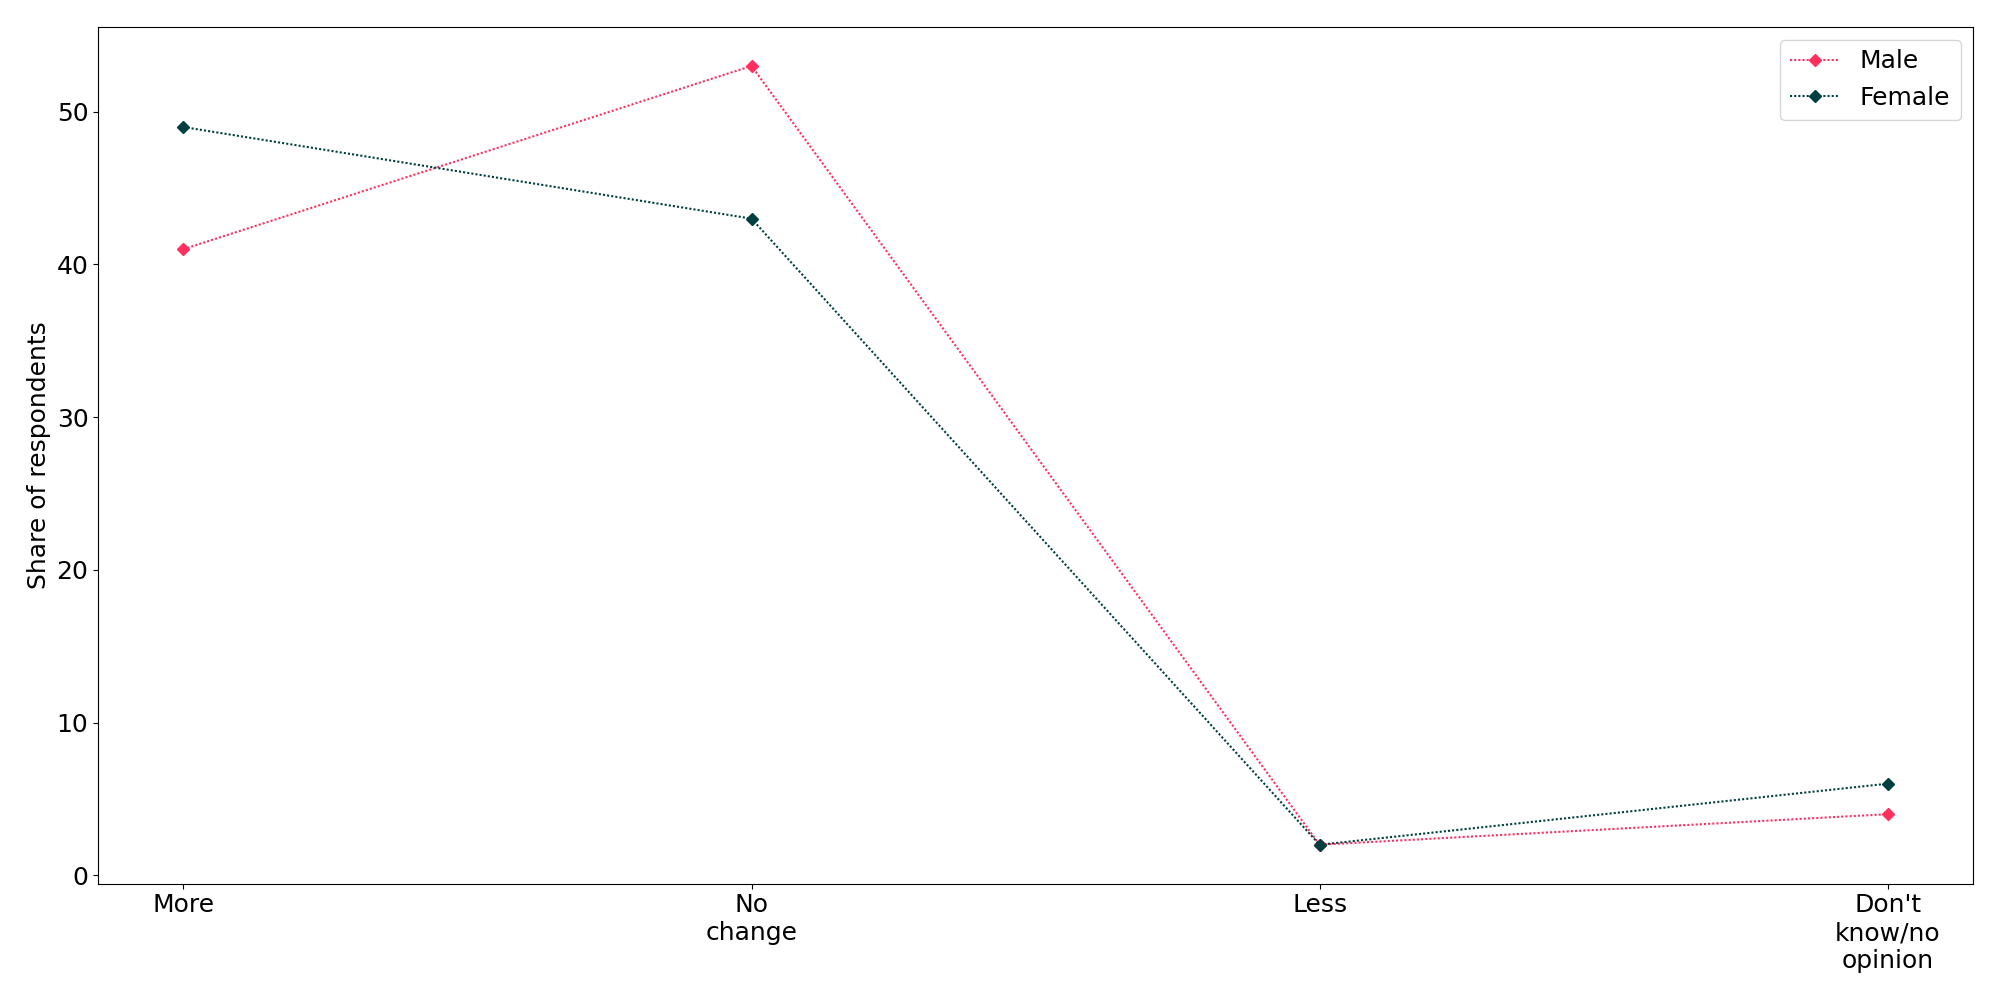 Male
Female
Share of respondents
50
40
30
20
10
0
More
No
change
Less
Don't
know/no
opinion